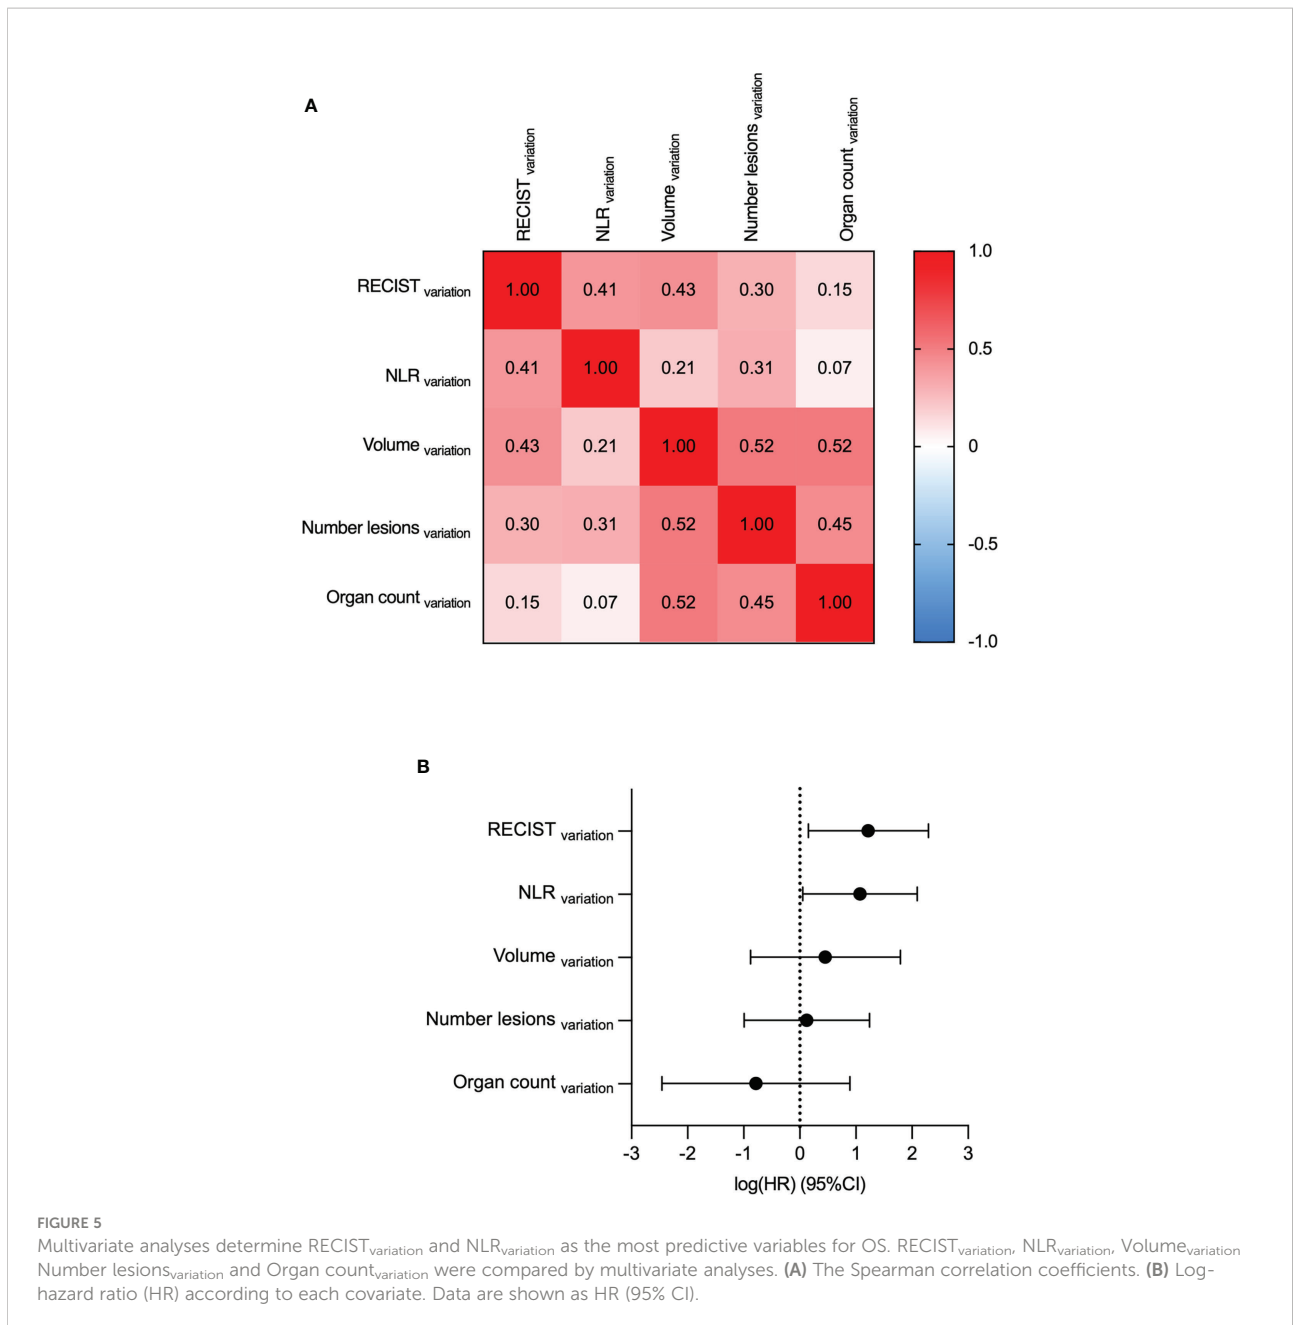 A
RECIST variation
NLR variation
Volume variation
Number lesions variation
Organ count variation
RECIST variation 1.00 0.41 0.43 0.30 0.15
NLR variation 0.41 1.00 0.21 0.31 0.07
Volume variation 0.43 0.21 1.00 0.52 0.52
Number lesions variation 0.30 0.31 0.52 1.00 0.45
Organ count variation 0.15 0.07 0.52 0.45 1.00
1.0
0.5
0
-0.5
-1.0
B
RECIST variation
NLR variation
Volume variation
Number lesions variation
Organ count variation
-3 -2 -1 0 1 2 3
log(HR) (95%CI)
FIGURE 5
Multivariate analyses determine RECISTvariation and NLRvariation as the most predictive variables for OS. RECISTvariation, NLRvariation, Volumevariation
Number lesionsvariation and Organ countvariation were compared by multivariate analyses. (A) The Spearman correlation coefficients. (B) Log-
hazard ratio (HR) according to each covariate. Data are shown as HR (95% CI).